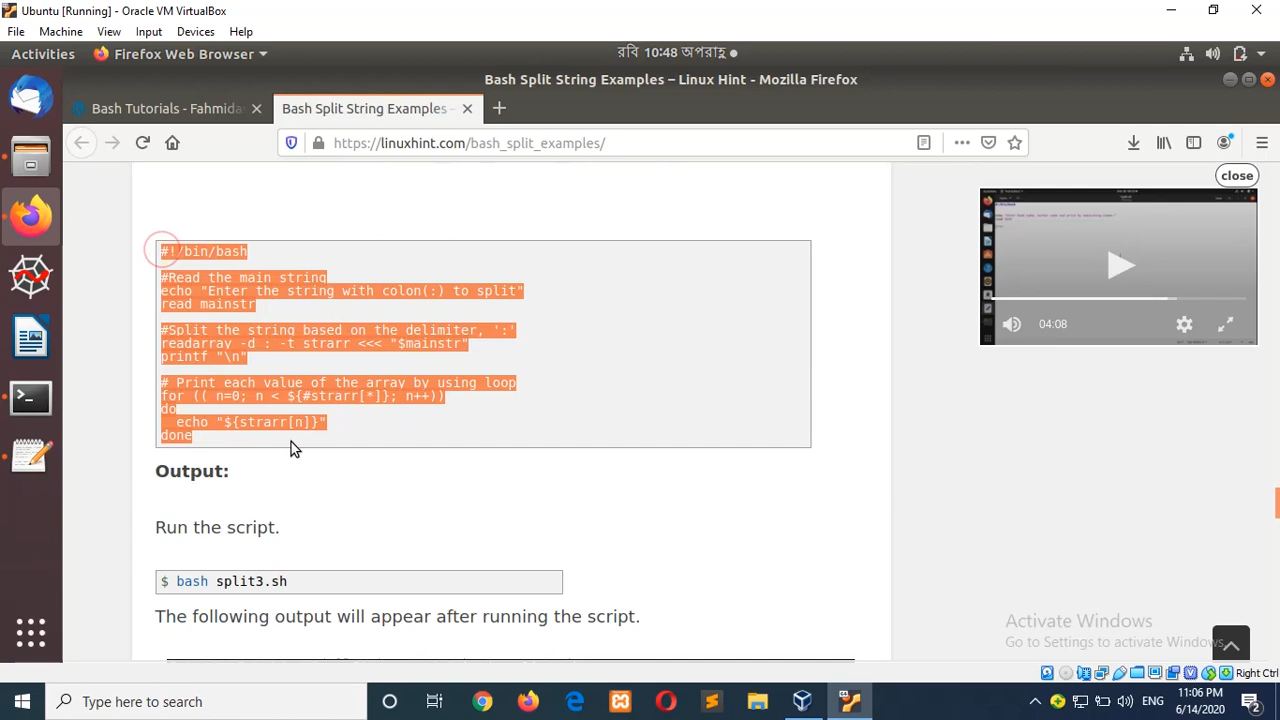 Ubuntu [Running] - Oracle VM VirtualBox
File Machine View Input Devices Help
Activities Firefox Web Browser রবি 10:48 অপরাহ্ণ
Bash Split String Examples – Linux Hint - Mozilla Firefox
Bash Tutorials - Fahmida Bash Split String Examples –
https://linuxhint.com/bash_split_examples/
close
#!/bin/bash
#Read the main string
echo "Enter the string with colon(:) to split"
read mainstr
#Split the string based on the delimiter, ':'
readarray -d : -t strarr <<< "$mainstr"
printf "\n"
# Print each value of the array by using loop
for (( n=0; n < ${#strarr[*]}; n++))
do
echo "${strarr[n]}"
done
04:08
Output:
Run the script.
$ bash split3.sh
The following output will appear after running the script.
Activate Windows
Go to Settings to activate Windows.
Right Ctrl
Type here to search
ENG
11:06 PM
6/14/2020
2